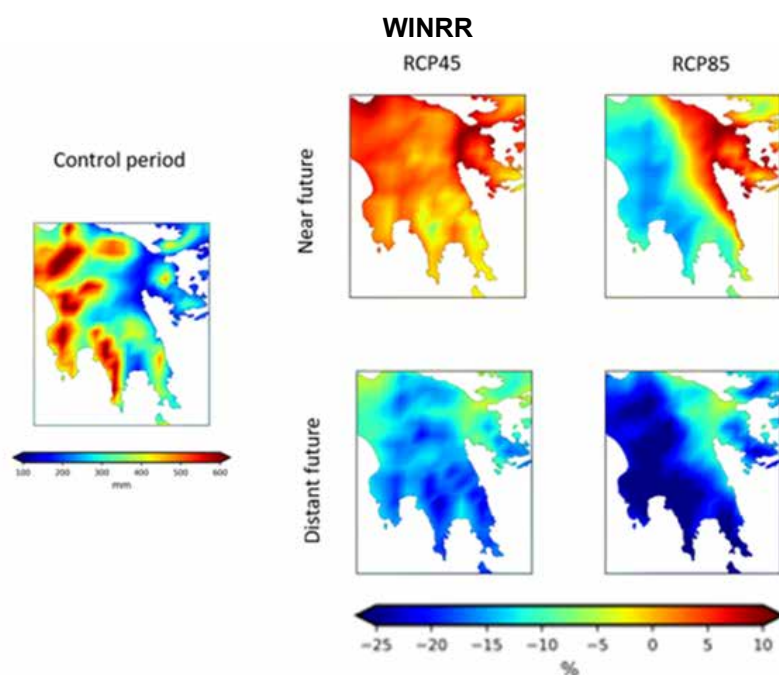 WINRR
RCP45 RCP85
Control period
Near future
100 200 300 400 500 600
mm
Distant future
−25 −20 −15 −10 −5 0 5 10
%